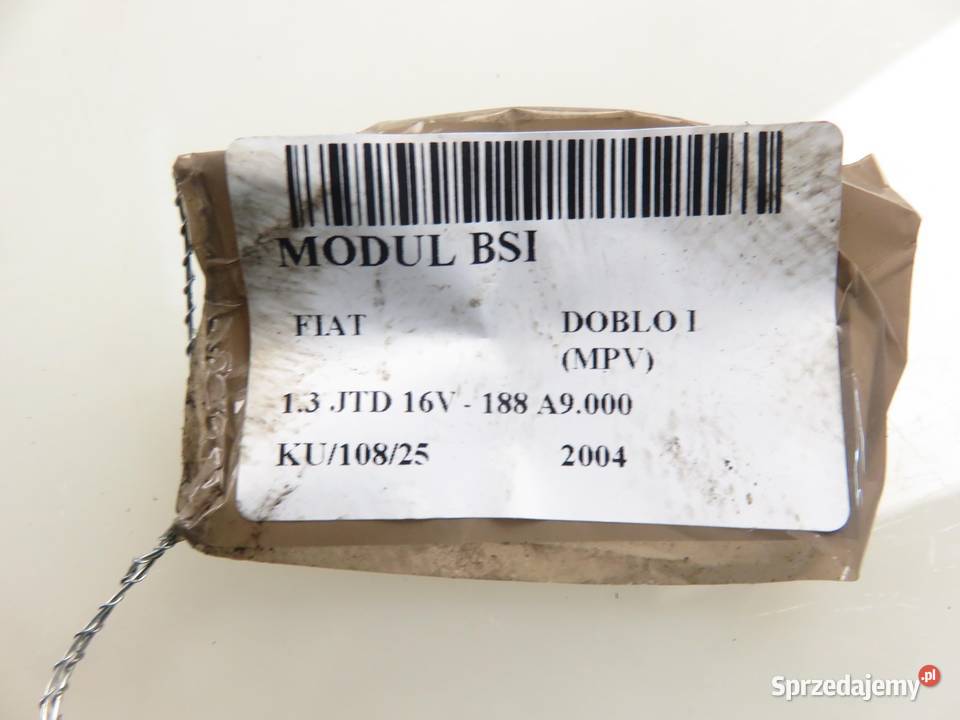 MODUL BSI
FIAT DOBLO I
(MPV)
1.3 JTD 16V - 188 A9.000
KU/108/25 2004
Sprzedajemy.pl